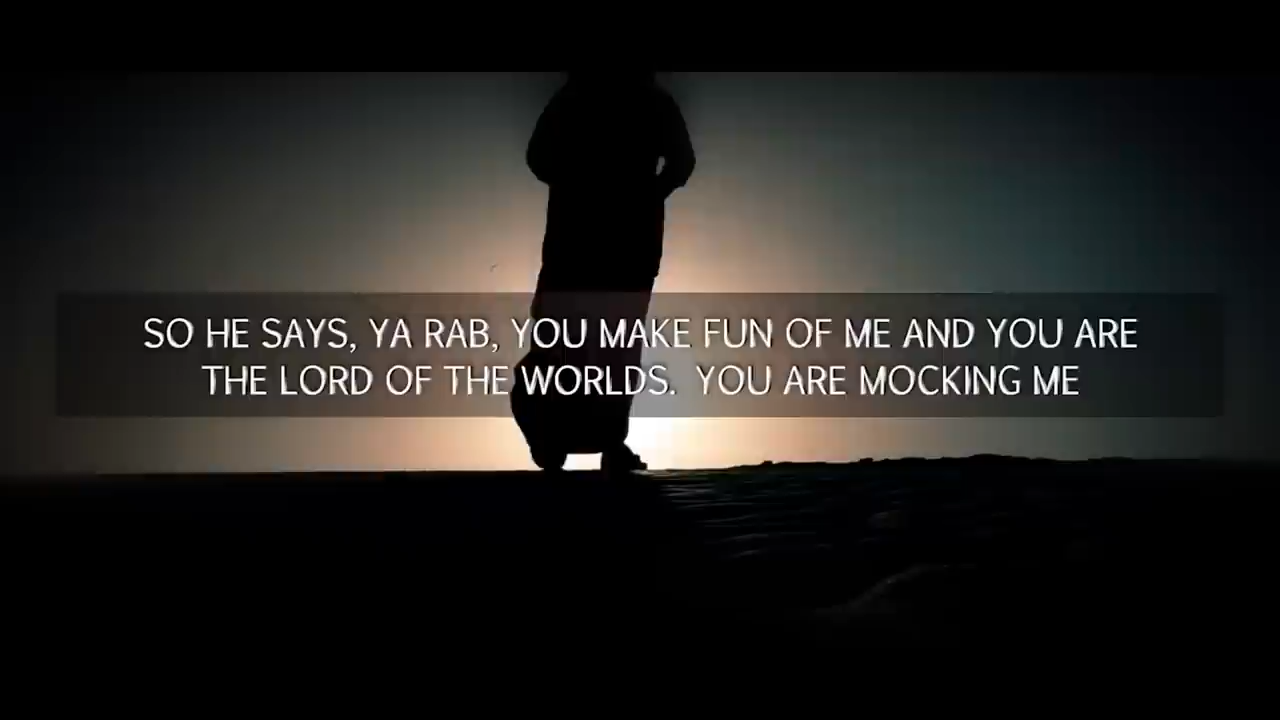 SO HE SAYS, YA RAB, YOU MAKE FUN OF ME AND YOU ARE
THE LORD OF THE WORLDS. YOU ARE MOCKING ME